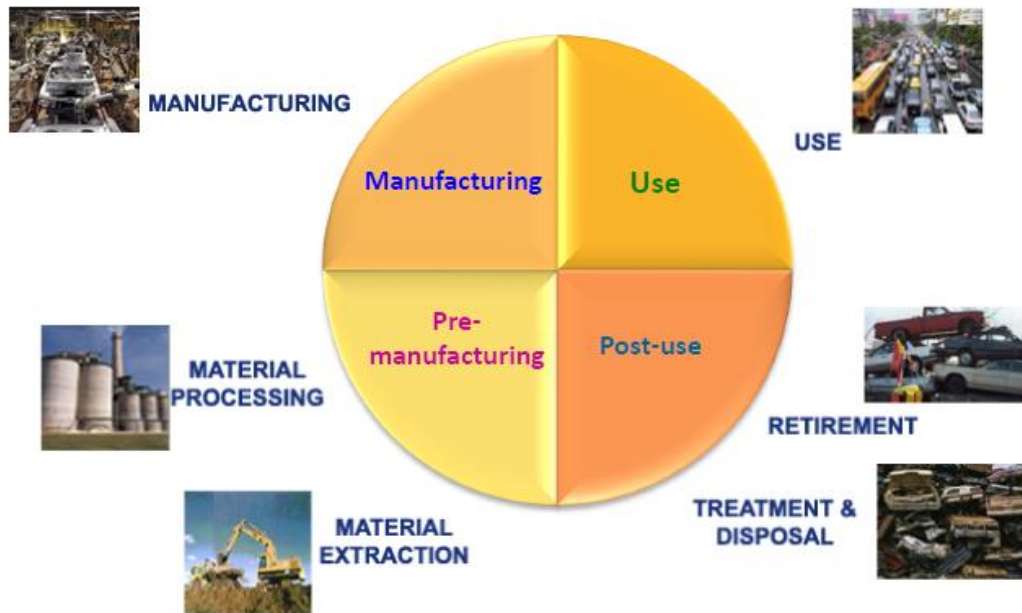 MANUFACTURING
USE
Manufacturing
Use
Pre-
manufacturing
Post-use
MATERIAL
PROCESSING
RETIREMENT
MATERIAL
EXTRACTION
TREATMENT &
DISPOSAL